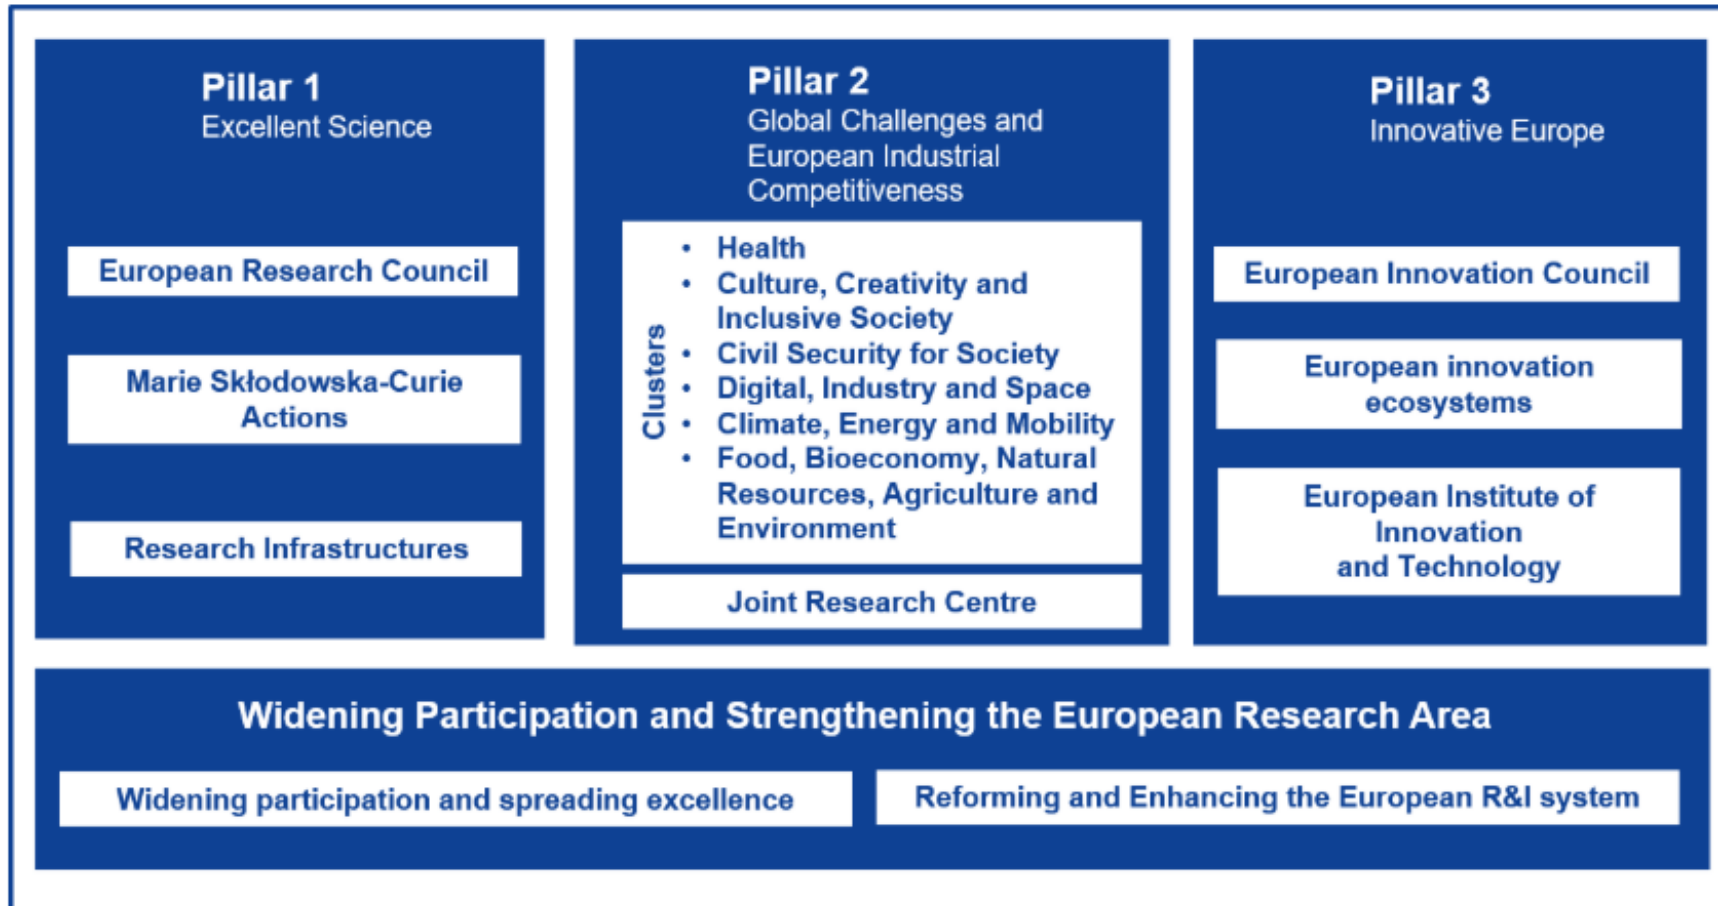 Pillar 1
Excellent Science
European Research Council
Marie Skłodowska-Curie
Actions
Research Infrastructures
Pillar 2
Global Challenges and
European Industrial
Competitiveness
Clusters
• Health
• Culture, Creativity and
Inclusive Society
• Civil Security for Society
• Digital, Industry and Space
• Climate, Energy and Mobility
• Food, Bioeconomy, Natural
Resources, Agriculture and
Environment
Joint Research Centre
Pillar 3
Innovative Europe
European Innovation Council
European innovation
ecosystems
European Institute of
Innovation
and Technology
Widening Participation and Strengthening the European Research Area
Widening participation and spreading excellence
Reforming and Enhancing the European R&I system